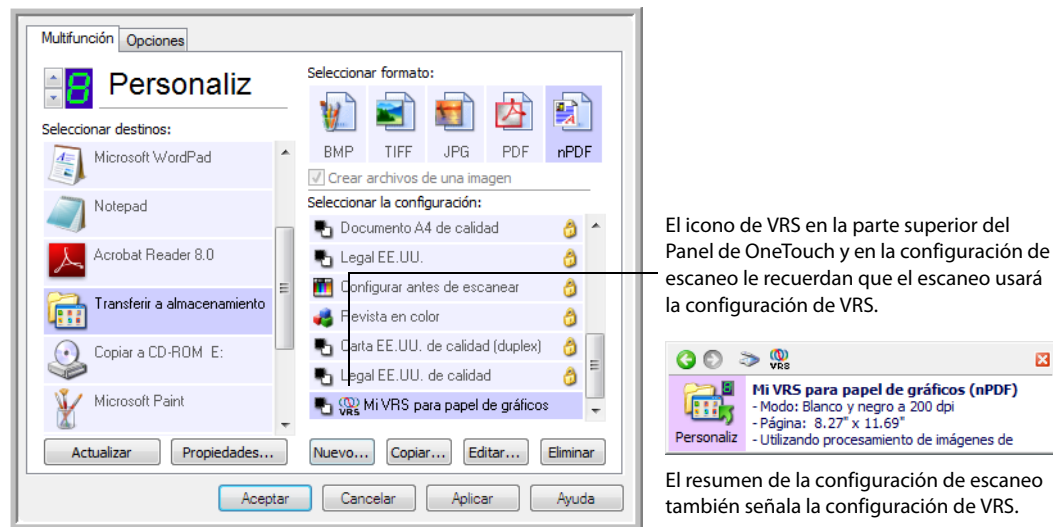 Multifunción Opciones
8 Personaliz
Seleccionar destinos:
Microsoft WordPad
Notepad
Acrobat Reader 8.0
Transferir a almacenamiento
Copiar a CD-ROM E:
Microsoft Paint
Actualizar Propiedades...
Seleccionar formato:
BMP TIFF JPG PDF nPDF
Crear archivos de una imagen
Seleccionar la configuración:
Documento A4 de calidad
Legal EE.UU.
Configurar antes de escanear
Revista en color
Carta EE.UU. de calidad (duplex)
Legal EE.UU. de calidad
VRS Mi VRS para papel de gráficos
Nuevo... Copiar... Editar... Eliminar
Aceptar Cancelar Aplicar Ayuda
El icono de VRS en la parte superior del
Panel de OneTouch y en la configuración de
escaneo le recuerdan que el escaneo usará
la configuración de VRS.
VRS
8
Personaliz
Mi VRS para papel de gráficos (nPDF)
- Modo: Blanco y negro a 200 dpi
- Página: 8.27" x 11.69"
- Utilizando procesamiento de imágenes de
El resumen de la configuración de escaneo
también señala la configuración de VRS.